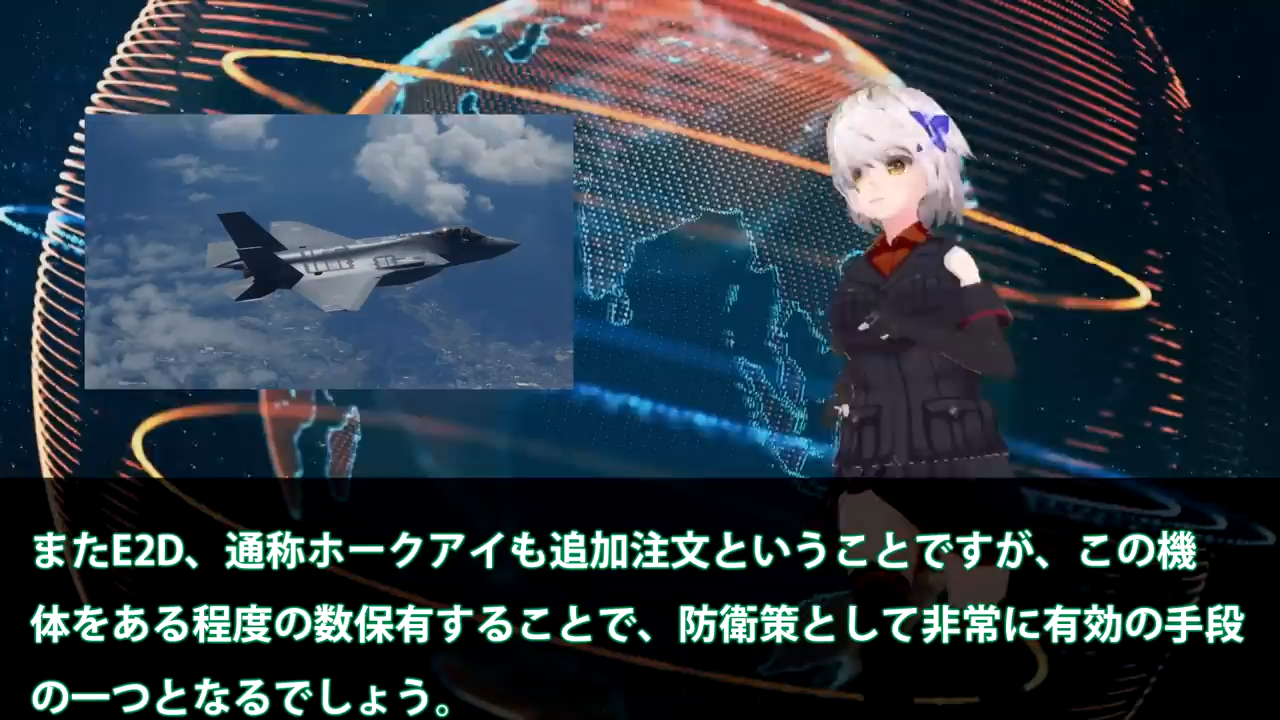 またE2D、通称ホークアイも追加注文ということですが、この機
体をある程度の数保有することで、防衛策として非常に有効の手段
の一つとなるでしょう。